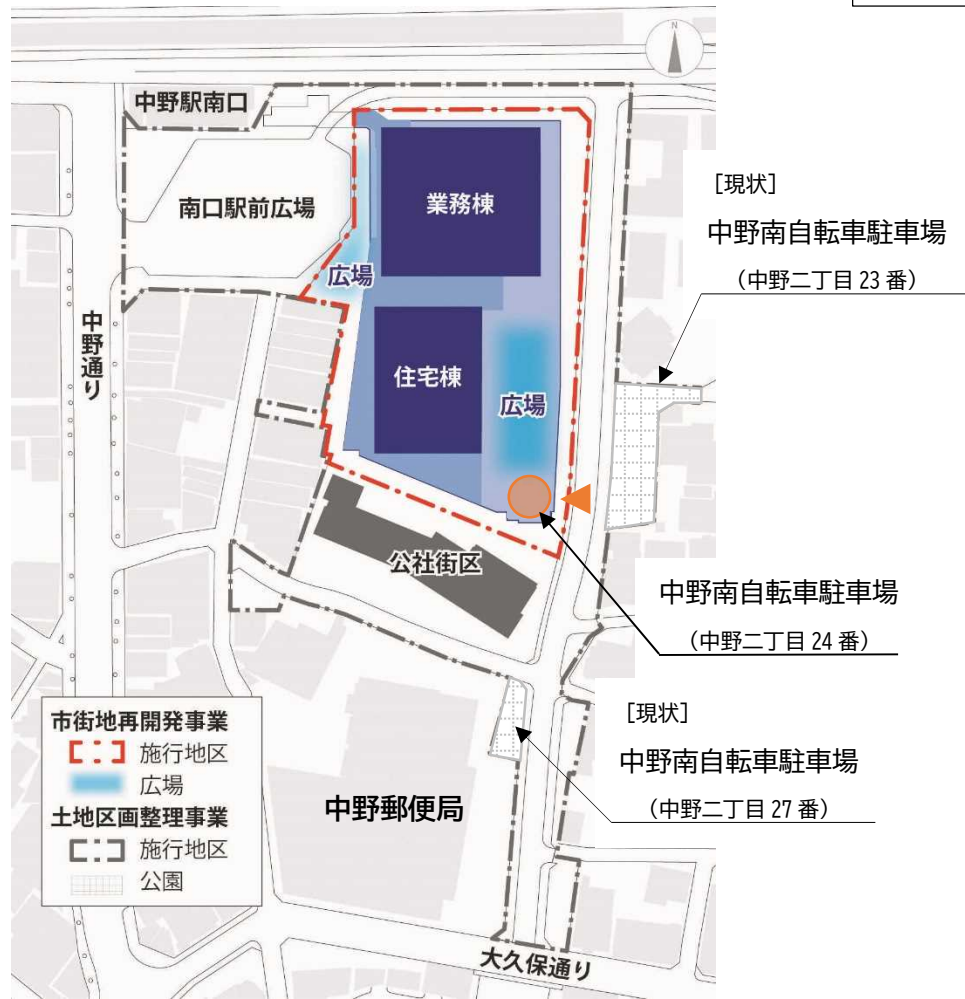 N
中野駅南口
南口駅前広場
業務棟
[現状]
中野南自転車駐車場
(中野二丁目 23 番)
広場
中野通り
住宅棟
広場
公社街区
中野南自転車駐車場
(中野二丁目 24 番)
[現状]
中野南自転車駐車場
(中野二丁目 27 番)
市街地再開発事業
施行地区
広場
土地区画整理事業
施行地区
公園
中野郵便局
大久保通り